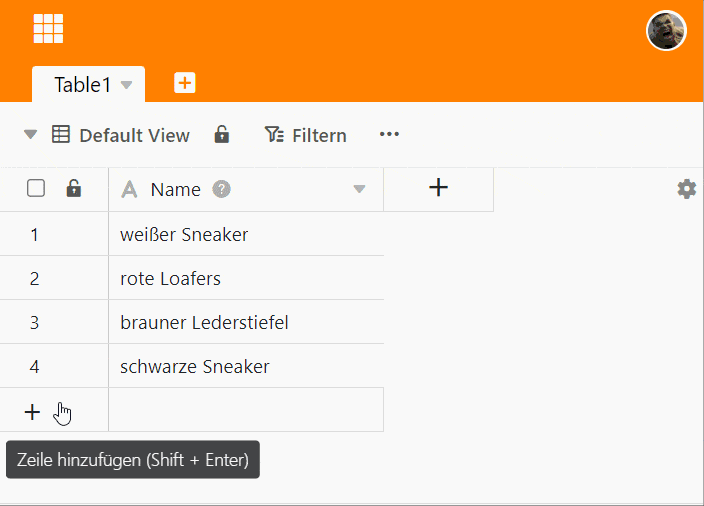 Table1
Default View Filtern
Name
1 weißer Sneaker
2 rote Loafers
3 brauner Lederstiefel
4 schwarze Sneaker
Zeile hinzufügen (Shift + Enter)